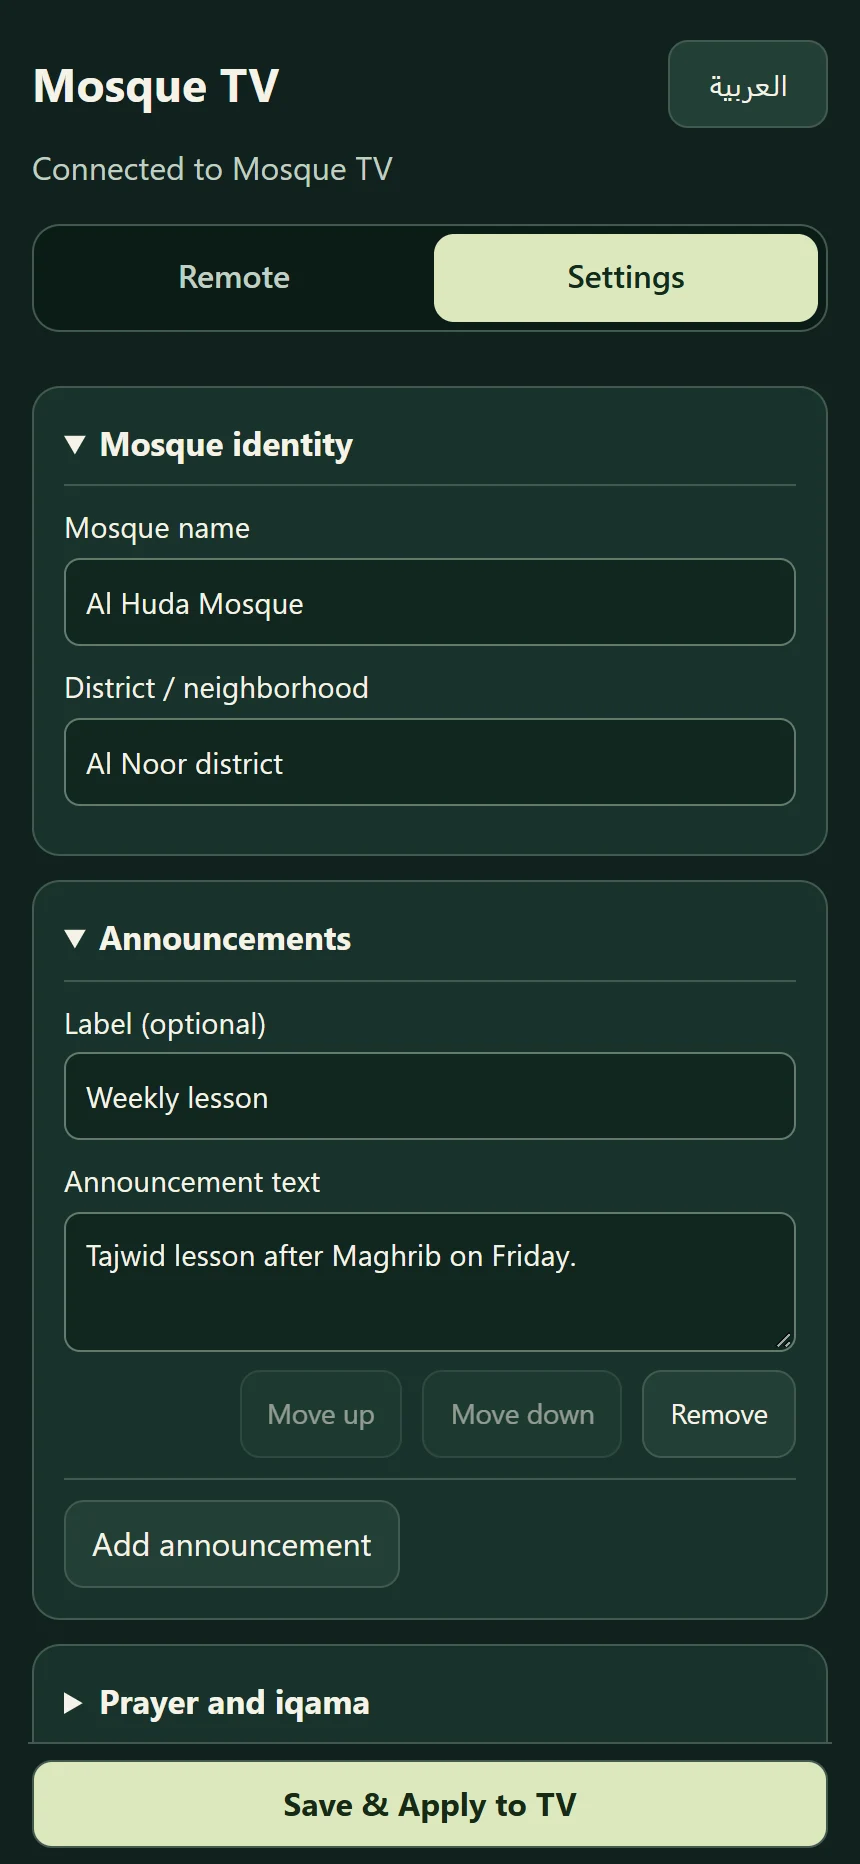 Mosque TV
العربية
Connected to Mosque TV
Remote
Settings
Mosque identity
Mosque name
Al Huda Mosque
District / neighborhood
Al Noor district
Announcements
Label (optional)
Weekly lesson
Announcement text
Tajwid lesson after Maghrib on Friday.
Move up
Move down
Remove
Add announcement
Prayer and iqama
Save & Apply to TV